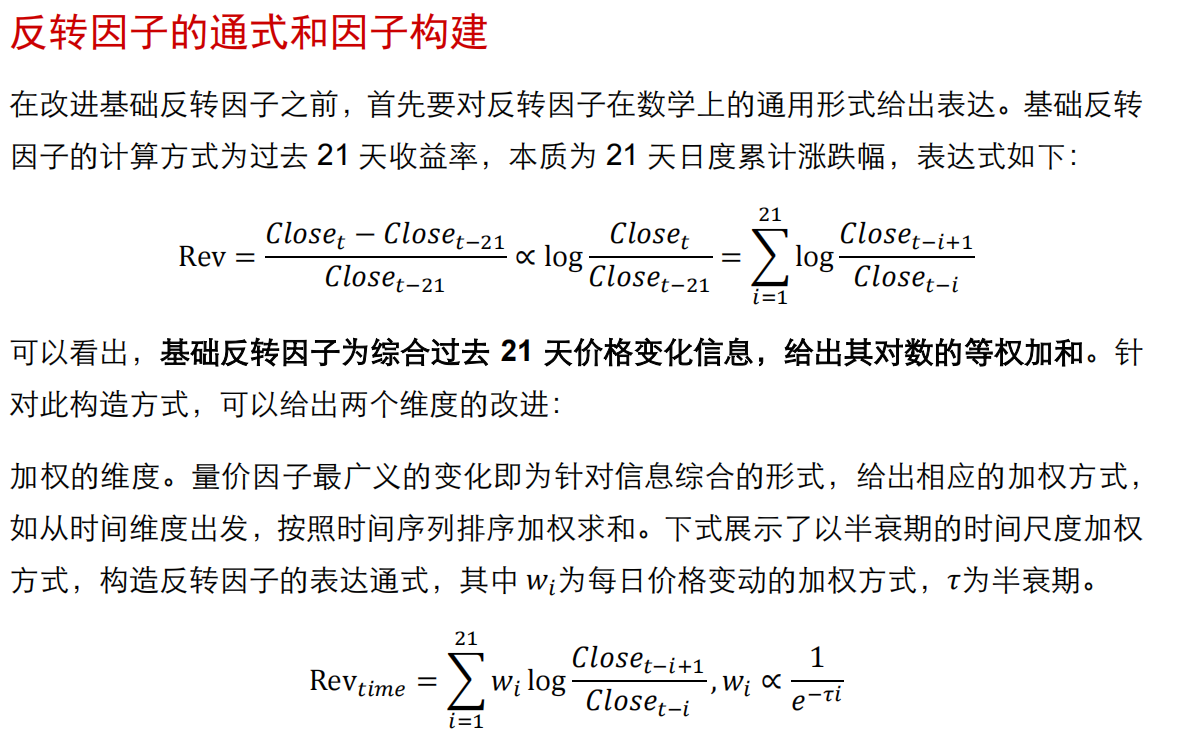 反转因子的通式和因子构建
在改进基础反转因子之前，首先要对反转因子在数学上的通用形式给出表达。基础反转
因子的计算方式为过去 21 天收益率，本质为 21 天日度累计涨跌幅，表达式如下：
Rev = \frac{Close_t − Close_{t−21}}{Close_{t−21}} ∝ log \frac{Close_t}{Close_{t−21}} = \sum_{i=1}^{21} log \frac{Close_{t−i+1}}{Close_{t−i}}
可以看出，基础反转因子为综合过去 21 天价格变化信息，给出其对数的等权加和。针
对此构造方式，可以给出两个维度的改进：
加权的维度。量价因子最广义的变化即为针对信息综合的形式，给出相应的加权方式，
如从时间维度出发，按照时间序列排序加权求和。下式展示了以半衰期的时间尺度加权
方式，构造反转因子的表达通式，其中 w_i为每日价格变动的加权方式，τ为半衰期。
Rev_{time} = \sum_{i=1}^{21} w_i log \frac{Close_{t−i+1}}{Close_{t−i}}, w_i ∝ \frac{1}{e^{−τi}}